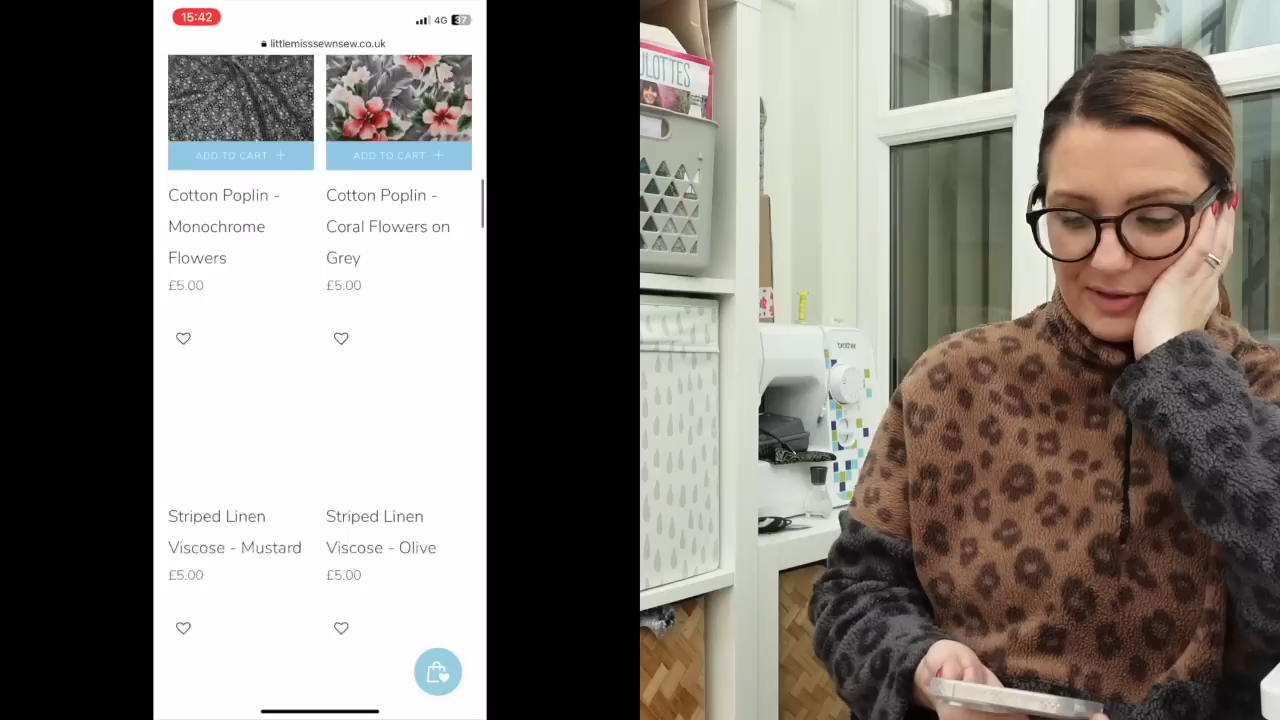 15:42
4G
37
littlemisssewnsew.co.uk
ADD TO CART +
ADD TO CART +
Cotton Poplin -
Monochrome
Flowers
£5.00
Cotton Poplin -
Coral Flowers on
Grey
£5.00
Striped Linen
Viscose - Mustard
£5.00
Striped Linen
Viscose - Olive
£5.00
ULOTTES
brother